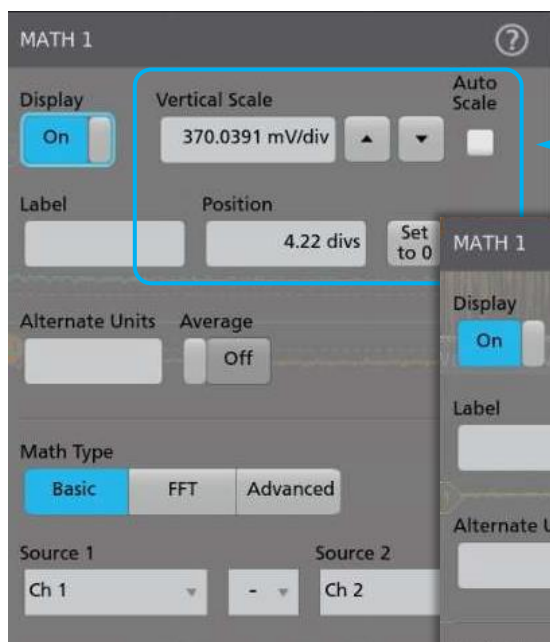 MATH 1
Display Vertical Scale Auto Scale
On 370.0391 mV/div
Label Position
4.22 divs Set to 0
Alternate Units Average
Off
Math Type
Basic FFT Advanced
Source 1 Source 2
Ch 1 - Ch 2
MATH 1
Display
On
Label
Alternate U